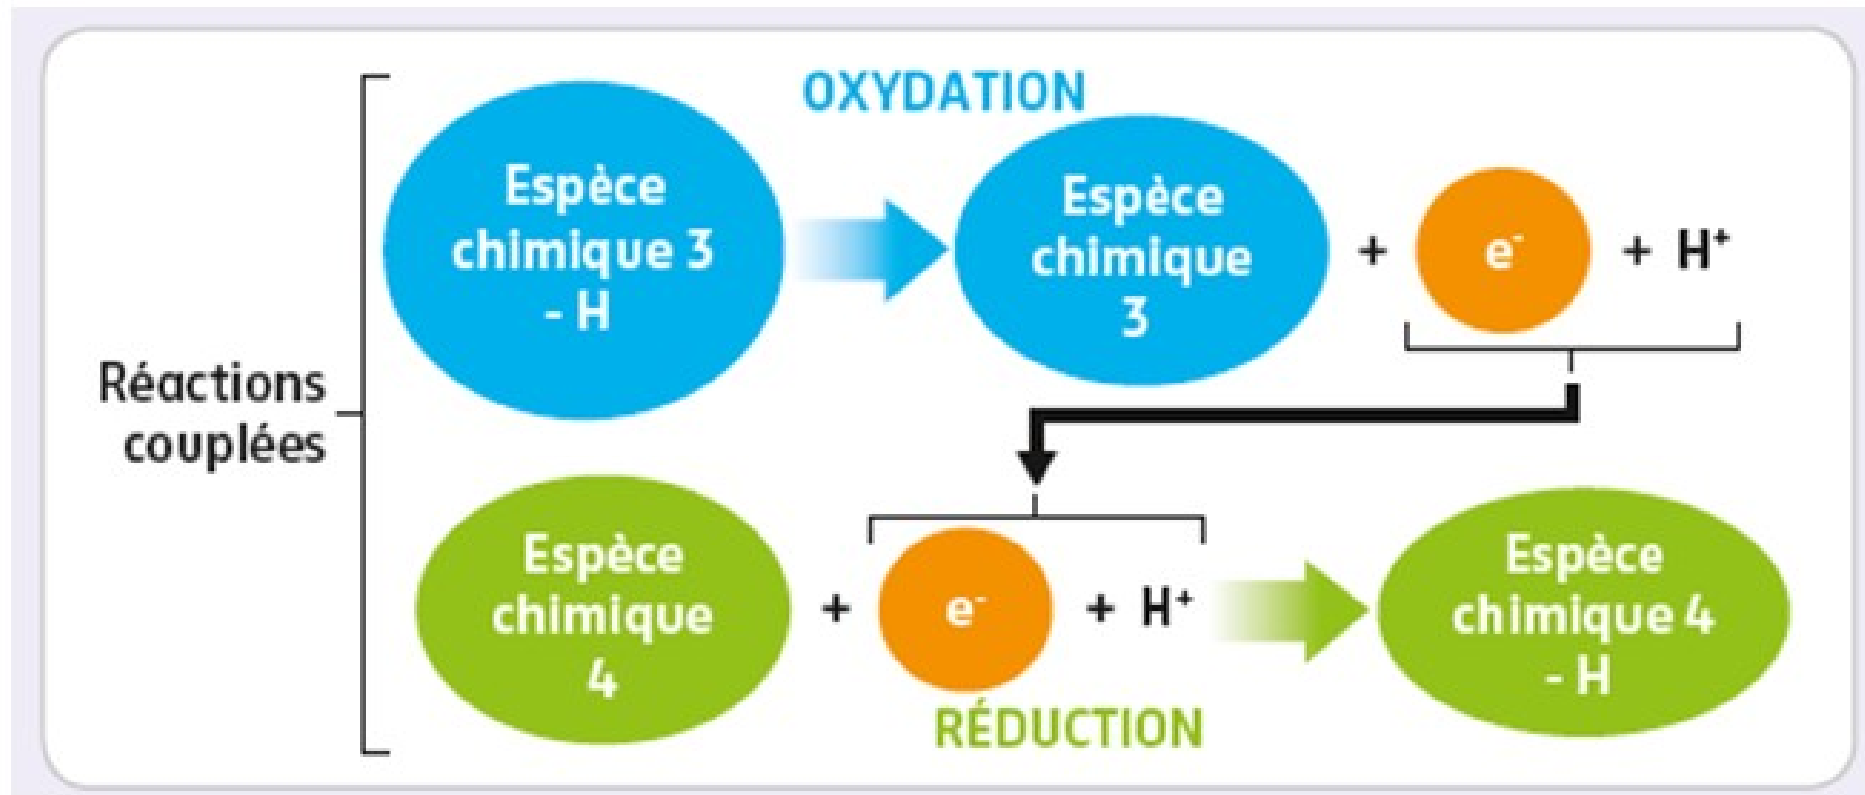 OXYDATION
Espèce
chimique 3
- H
Espèce
chimique
3
+ e⁻ + H⁺
Réactions
couplées
Espèce
chimique
4
+ e⁻ + H⁺
Espèce
chimique 4
- H
RÉDUCTION